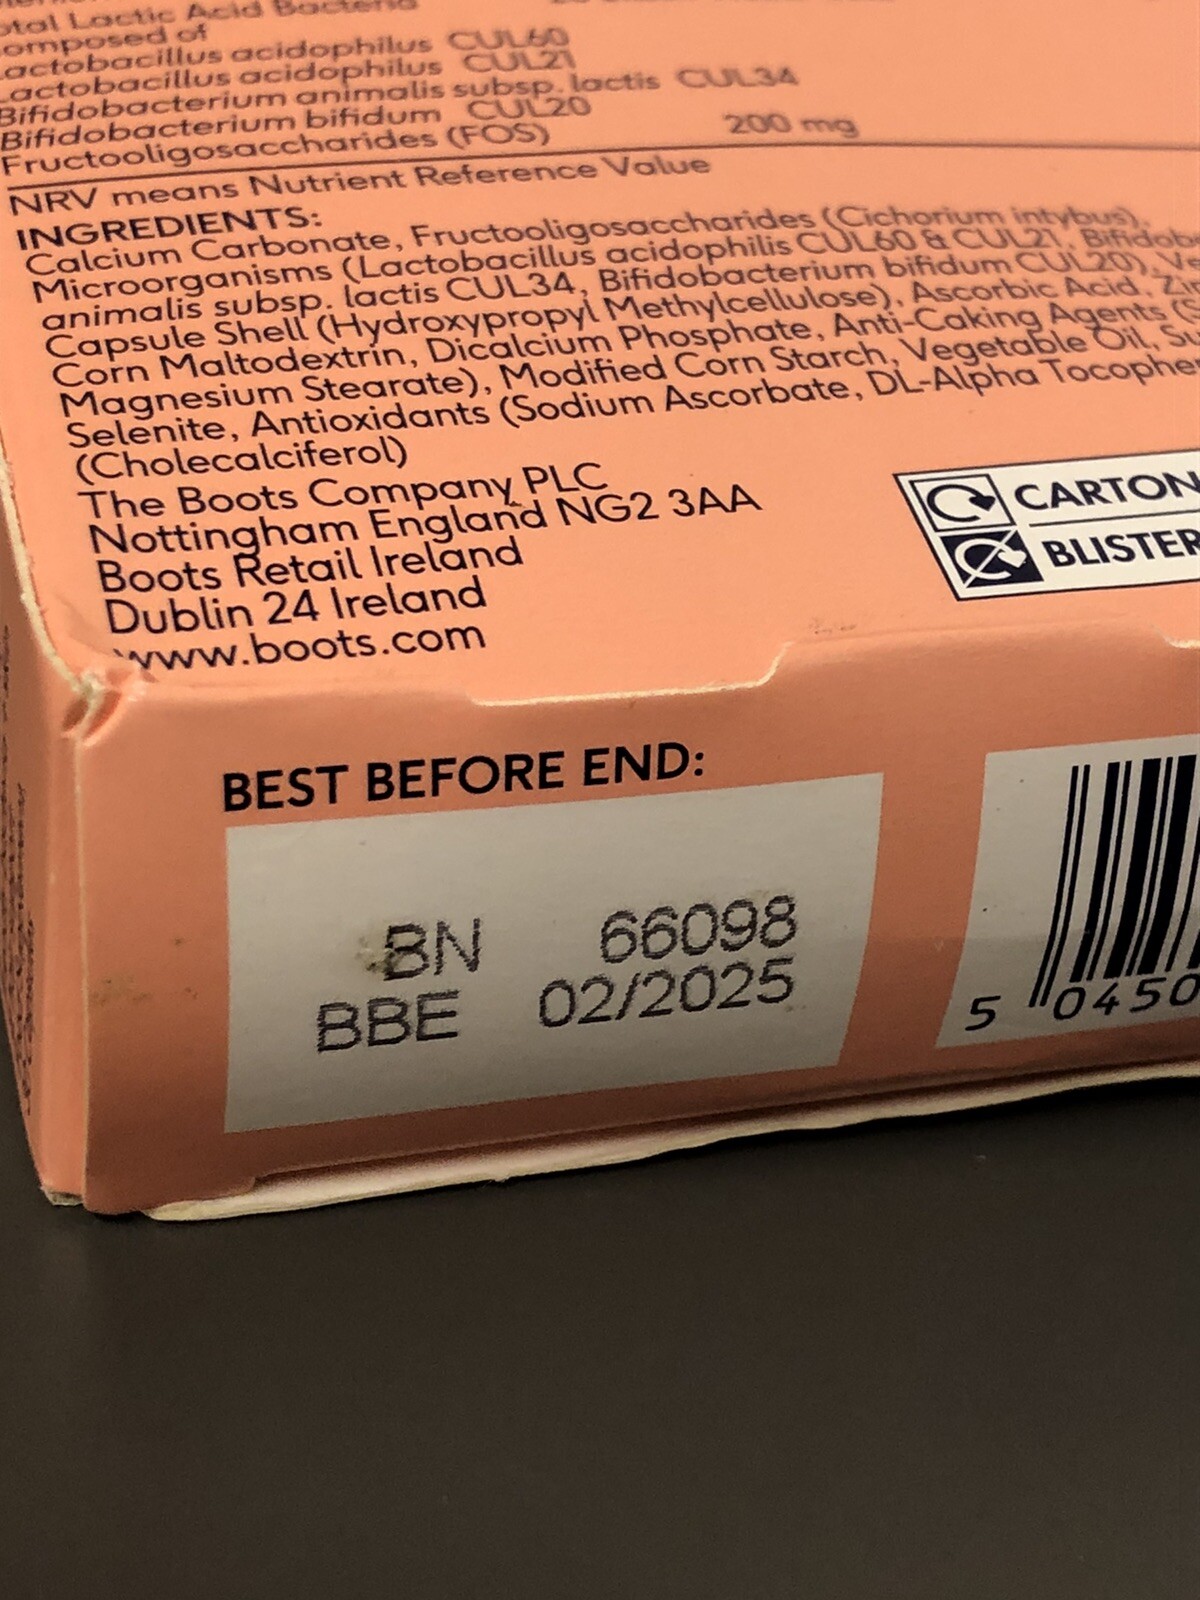 Total Lactic Acid Bacteria
composed of
Lactobacillus acidophilus CUL60
Lactobacillus acidophilus CUL21
Bifidobacterium animalis subsp. lactis CUL34
Bifidobacterium bifidum CUL20
Fructooligosaccharides (FOS) 200 mg
NRV means Nutrient Reference Value
INGREDIENTS:
Calcium Carbonate, Fructooligosaccharides (Cichorium intybus),
Microorganisms (Lactobacillus acidophilis CUL60 & CUL21, Bifidob
animalis subsp. lactis CUL34, Bifidobacterium bifidum CUL20), Ve
Capsule Shell (Hydroxypropyl Methylcellulose), Ascorbic Acid, Zin
Corn Maltodextrin, Dicalcium Phosphate, Anti-Caking Agents (S
Magnesium Stearate), Modified Corn Starch, Vegetable Oil, Su
Selenite, Antioxidants (Sodium Ascorbate, DL-Alpha Tocopher
(Cholecalciferol)
The Boots Company PLC
Nottingham England NG2 3AA
Boots Retail Ireland
Dublin 24 Ireland
www.boots.com
CARTON
BLISTER
BEST BEFORE END:
BN 66098
BBE 02/2025
5 0450